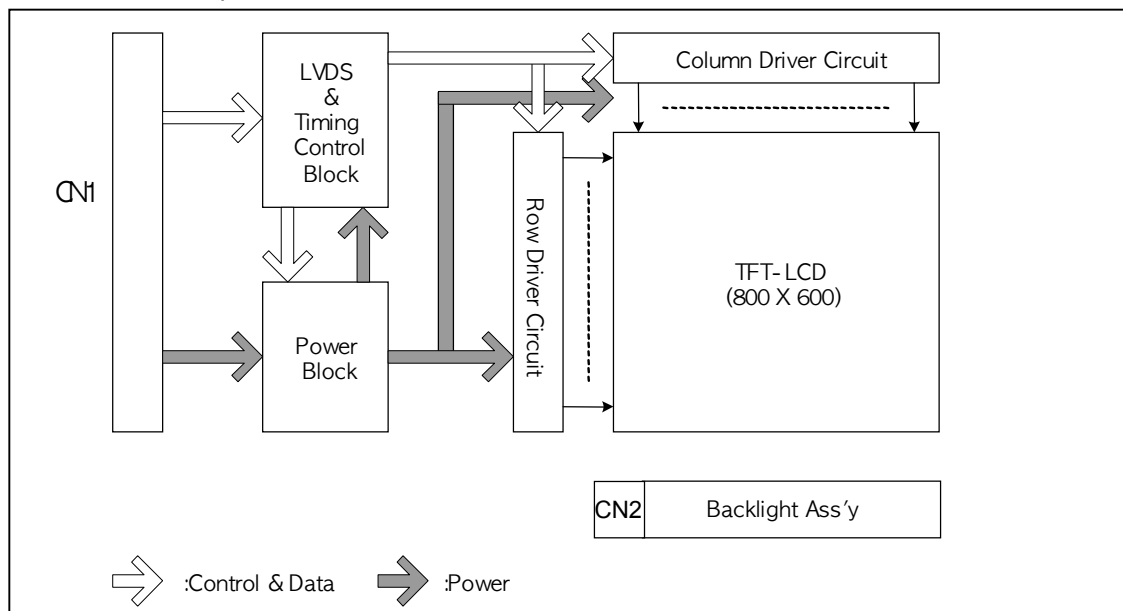 CN1
LVDS
&
Timing
Control
Block
Power
Block
Row Driver Circuit
Column Driver Circuit
TFT-LCD
(800 X 600)
CN2
Backlight Ass'y
:Control & Data
:Power